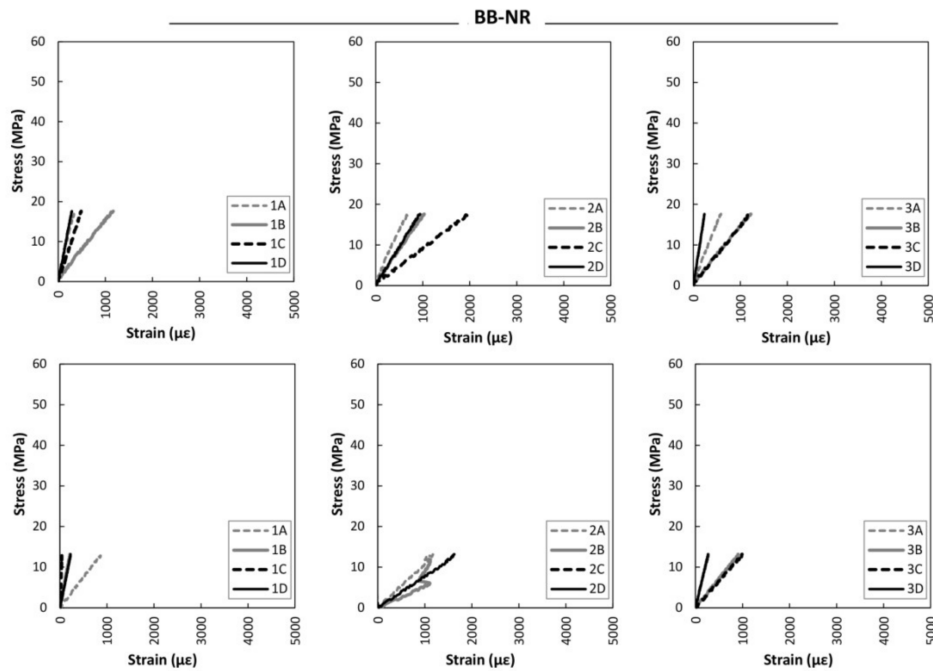 BB-NR
60
50
40
30
20
10
0
Stress (MPa)
0
1000
2000
3000
4000
5000
Strain (με)
1A
1B
1C
1D
60
50
40
30
20
10
0
Stress (MPa)
0
1000
2000
3000
4000
5000
Strain (με)
2A
2B
2C
2D
60
50
40
30
20
10
0
Stress (MPa)
0
1000
2000
3000
4000
5000
Strain (με)
3A
3B
3C
3D
60
50
40
30
20
10
0
Stress (MPa)
0
1000
2000
3000
4000
5000
Strain (με)
1A
1B
1C
1D
60
50
40
30
20
10
0
Stress (MPa)
0
1000
2000
3000
4000
5000
Strain (με)
2A
2B
2C
2D
60
50
40
30
20
10
0
Stress (MPa)
0
1000
2000
3000
4000
5000
Strain (με)
3A
3B
3C
3D